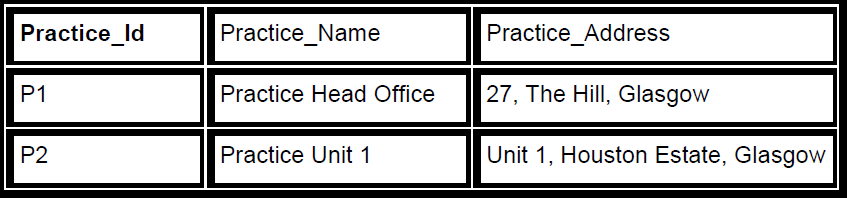 Practice_Id Practice_Name Practice_Address
P1 Practice Head Office 27, The Hill, Glasgow
P2 Practice Unit 1 Unit 1, Houston Estate, Glasgow